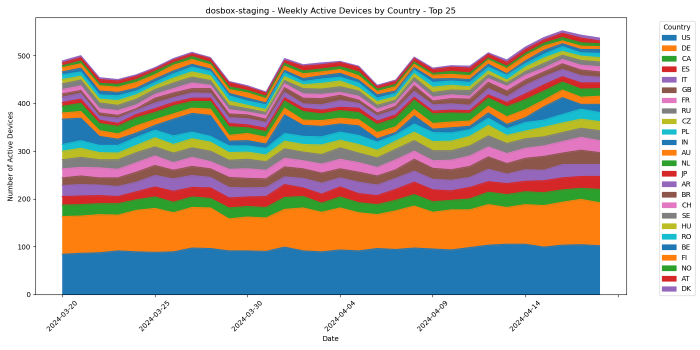 dosbox-staging - Weekly Active Devices by Country - Top 25
Number of Active Devices
500
400
300
200
100
0
2024-03-20
2024-03-25
2024-03-30
2024-04-04
2024-04-09
2024-04-14
Date
Country
US
DE
CA
ES
IT
GB
FR
RU
CZ
PL
IN
AU
NL
JP
AR
BR
CH
SE
HU
RO
BE
FI
NO
AT
DK